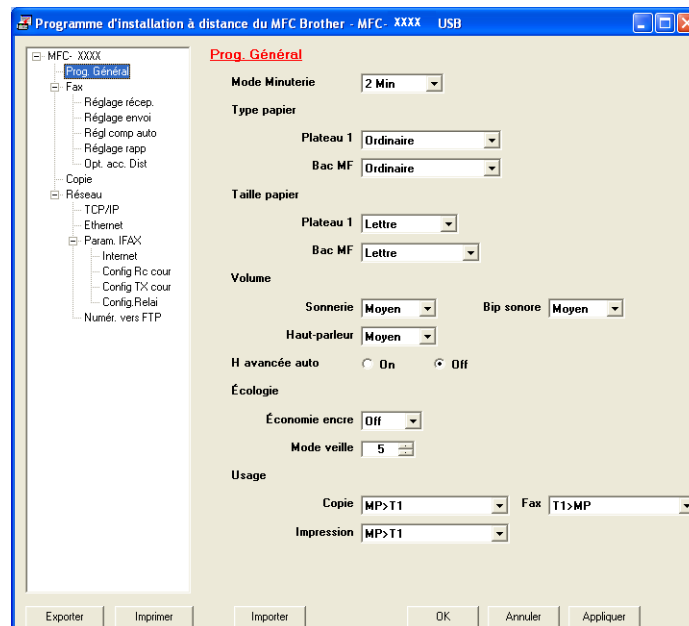 Programme d'installation à distance du MFC Brother - MFC- XXXX USB
MFC- XXXX
Prog. Général
Fax
Réglage récep.
Réglage envoi
Régl comp auto
Réglage rapp
Opt. acc. Dist
Copie
Réseau
TCP/IP
Ethernet
Param. IFAX
Internet
Config Rc cour
Config TX cour
Config.Relai
Numér. vers FTP
Prog. Général
Mode Minuterie 2 Min
Type papier
Plateau 1 Ordinaire
Bac MF Ordinaire
Taille papier
Plateau 1 Lettre
Bac MF Lettre
Volume
Sonnerie Moyen Bip sonore Moyen
Haut-parleur Moyen
H avancée auto On Off
Écologie
Économie encre Off
Mode veille 5
Usage
Copie MP>T1 Fax T1>MP
Impression MP>T1
Exporter Imprimer Importer OK Annuler Appliquer